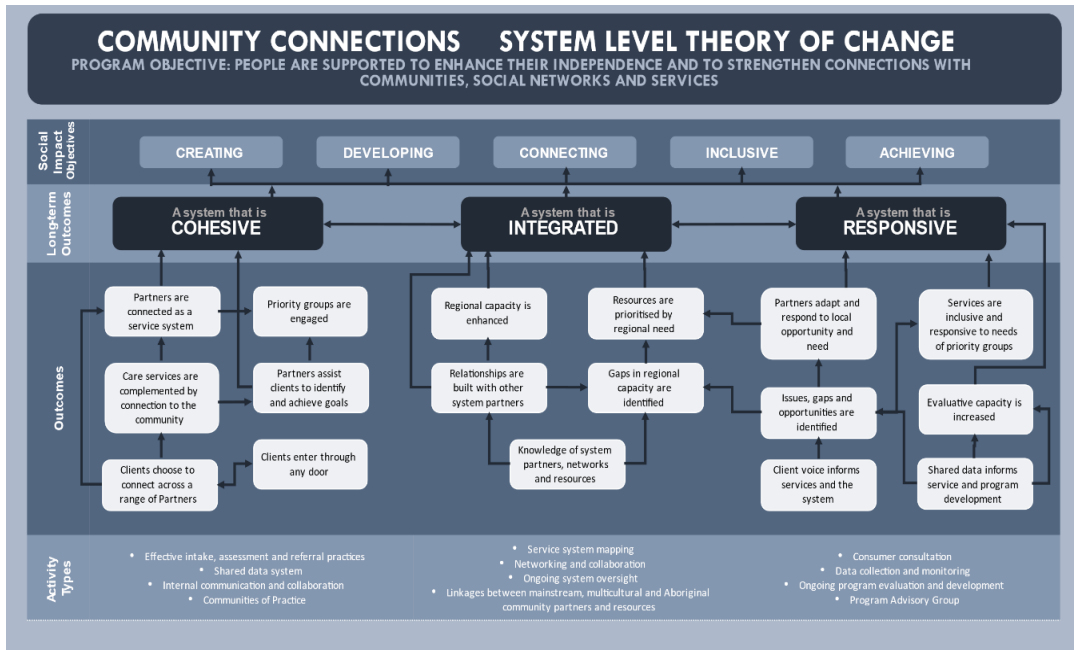 COMMUNITY CONNECTIONS SYSTEM LEVEL THEORY OF CHANGE
PROGRAM OBJECTIVE: PEOPLE ARE SUPPORTED TO ENHANCE THEIR INDEPENDENCE AND TO STRENGTHEN CONNECTIONS WITH
COMMUNITIES, SOCIAL NETWORKS AND SERVICES
Social
Impact
Objectives
CREATING
DEVELOPING
CONNECTING
INCLUSIVE
ACHIEVING
Long-term
Outcomes
A system that is
COHESIVE
A system that is
INTEGRATED
A system that is
RESPONSIVE
Outcomes
Partners are
connected as a
service system
Priority groups are
engaged
Care services are
complemented by
connection to the
community
Partners assist
clients to identify
and achieve goals
Clients choose to
connect across a
range of Partners
Clients enter through
any door
Regional capacity is
enhanced
Resources are
prioritised by
regional need
Relationships are
built with other
system partners
Gaps in regional
capacity are
identified
Knowledge of system
partners, networks
and resources
Partners adapt and
respond to local
opportunity and
need
Services are
inclusive and
responsive to needs
of priority groups
Issues, gaps and
opportunities are
identified
Evaluative capacity is
increased
Client voice informs
services and the
system
Shared data informs
service and program
development
Activity
Types
• Effective intake, assessment and referral practices
• Shared data system
• Internal communication and collaboration
• Communities of Practice
• Service system mapping
• Networking and collaboration
• Ongoing system oversight
• Linkages between mainstream, multicultural and Aboriginal
community partners and resources
• Consumer consultation
• Data collection and monitoring
• Ongoing program evaluation and development
• Program Advisory Group